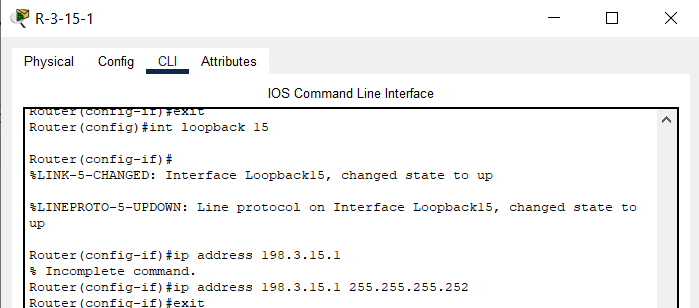 R-3-15-1
Physical Config CLI Attributes
IOS Command Line Interface
Router(config-if)#exit
Router(config)#int loopback 15
Router(config-if)#
%LINK-5-CHANGED: Interface Loopback15, changed state to up
%LINEPROTO-5-UPDOWN: Line protocol on Interface Loopback15, changed state to
up
Router(config-if)#ip address 198.3.15.1
% Incomplete command.
Router(config-if)#ip address 198.3.15.1 255.255.255.252
Router(config-if)#exit